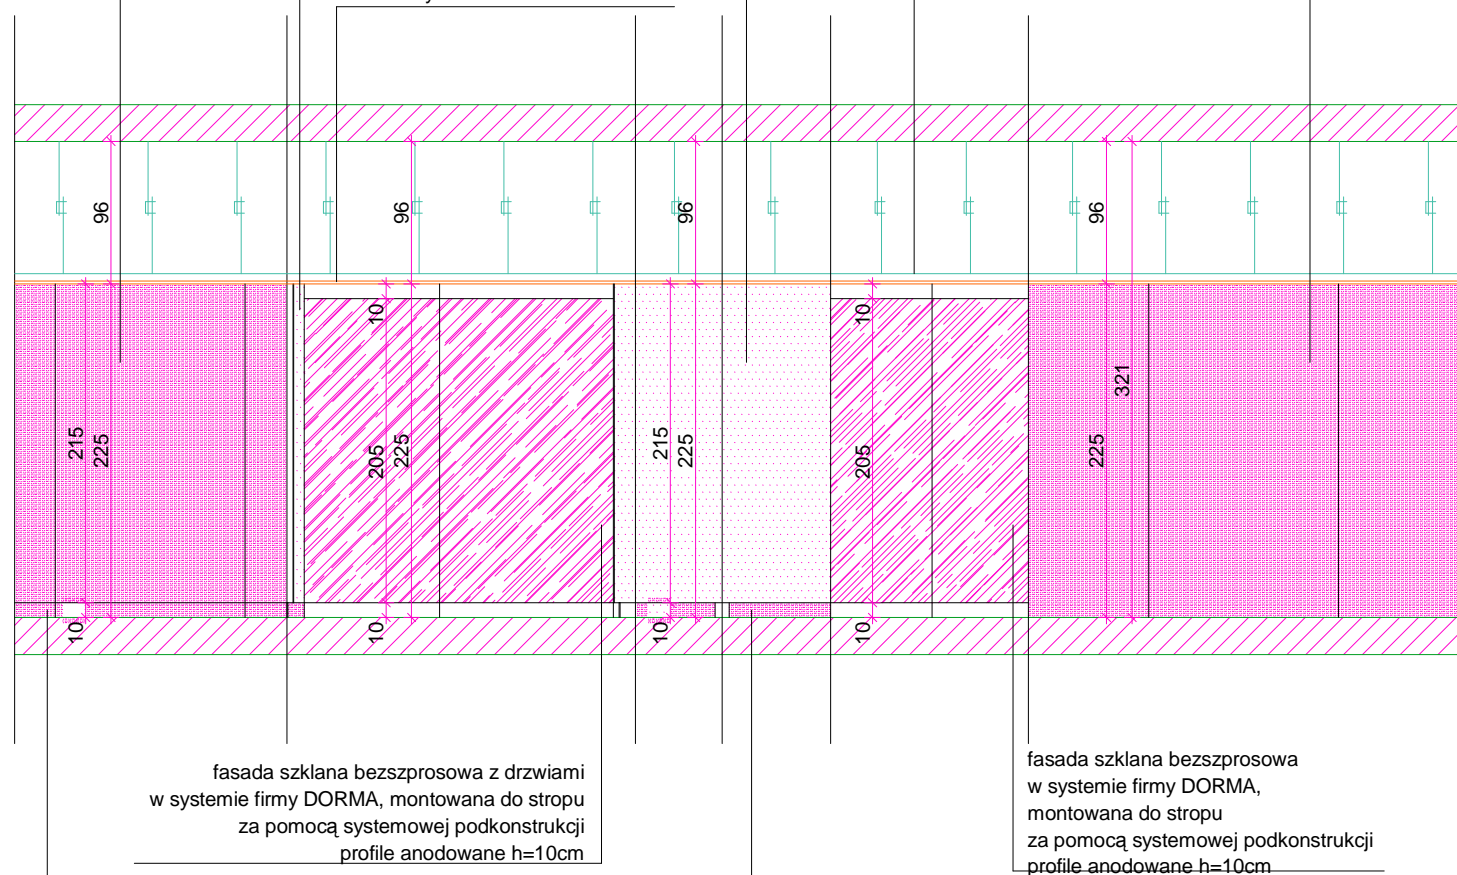 96
96
96
96
10
10
321
215
225
205
225
215
225
205
225
10
10
10
10
fasada szklana bezszprosowa z drzwiami
w systemie firmy DORMA, montowana do stropu
za pomocą systemowej podkonstrukcji
profile anodowane h=10cm
fasada szklana bezszprosowa
w systemie firmy DORMA,
montowana do stropu
za pomocą systemowej podkonstrukcji
profile anodowane h=10cm